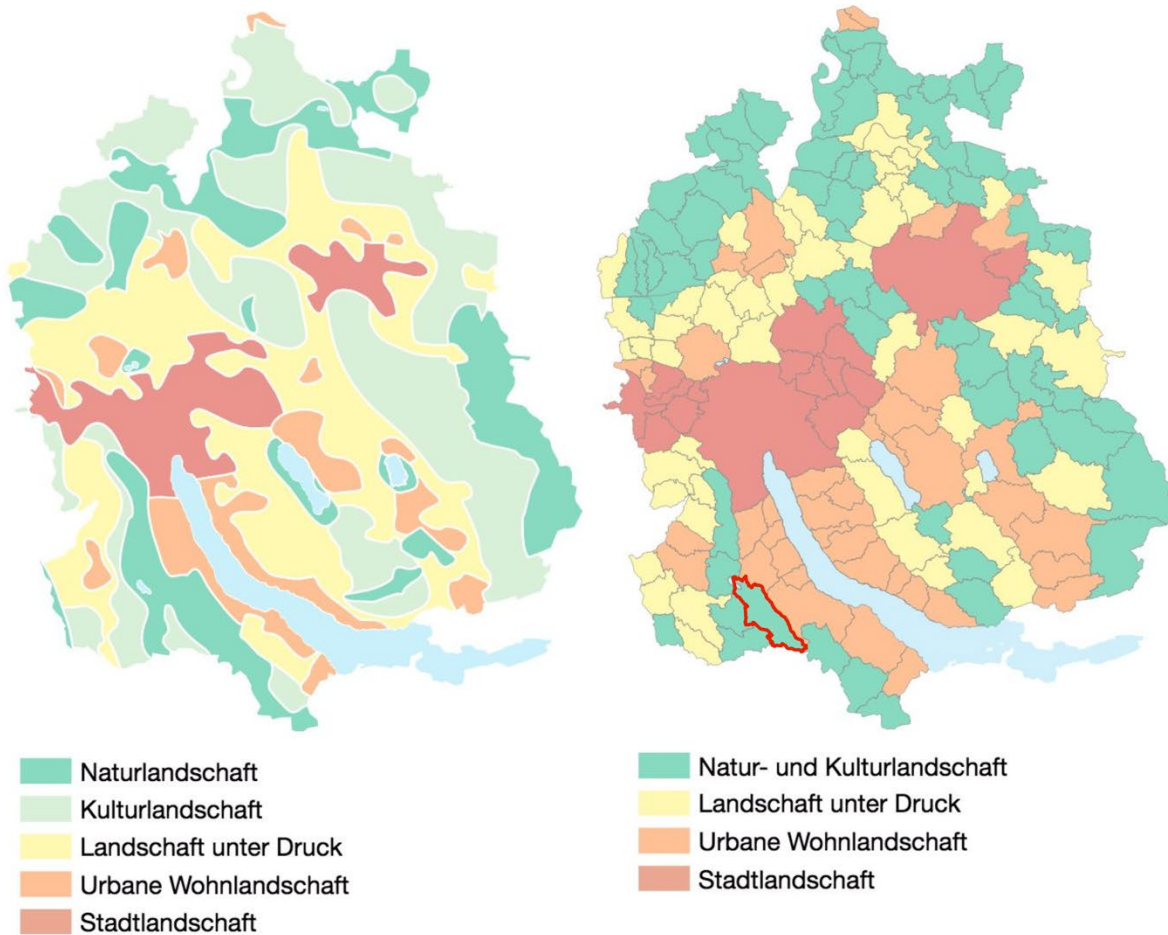 Naturlandschaft
Kulturlandschaft
Landschaft unter Druck
Urbane Wohnlandschaft
Stadtlandschaft
Natur- und Kulturlandschaft
Landschaft unter Druck
Urbane Wohnlandschaft
Stadtlandschaft